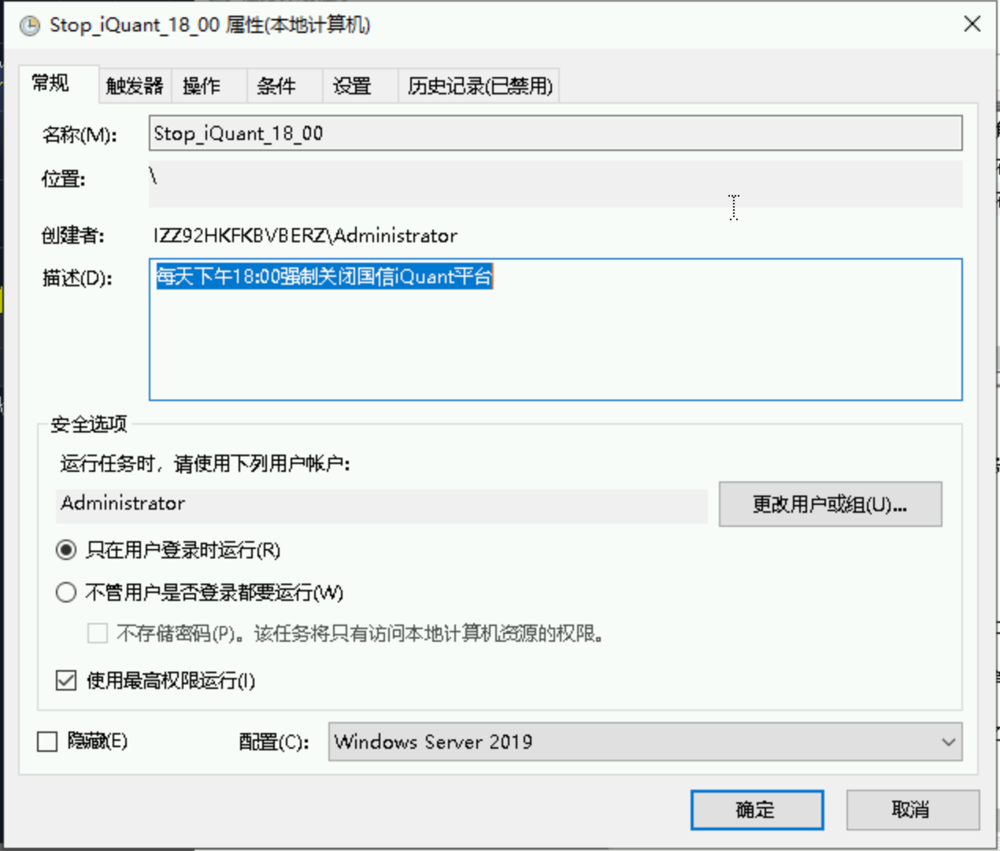 Stop_iQuant_18_00 属性(本地计算机)
常规 触发器 操作 条件 设置 历史记录(已禁用)
名称(M): Stop_iQuant_18_00
位置: \
创建者: IZZ92HKFKBVBERZ\Administrator
描述(D): 每天下午18:00强制关闭国信iQuant平台
安全选项
运行任务时，请使用下列用户帐户:
Administrator 更改用户或组(U)...
只在用户登录时运行(R)
不管用户是否登录都要运行(W)
不存储密码(P)。该任务将只有访问本地计算机资源的权限。
使用最高权限运行(I)
隐藏(E) 配置(C): Windows Server 2019
确定 取消